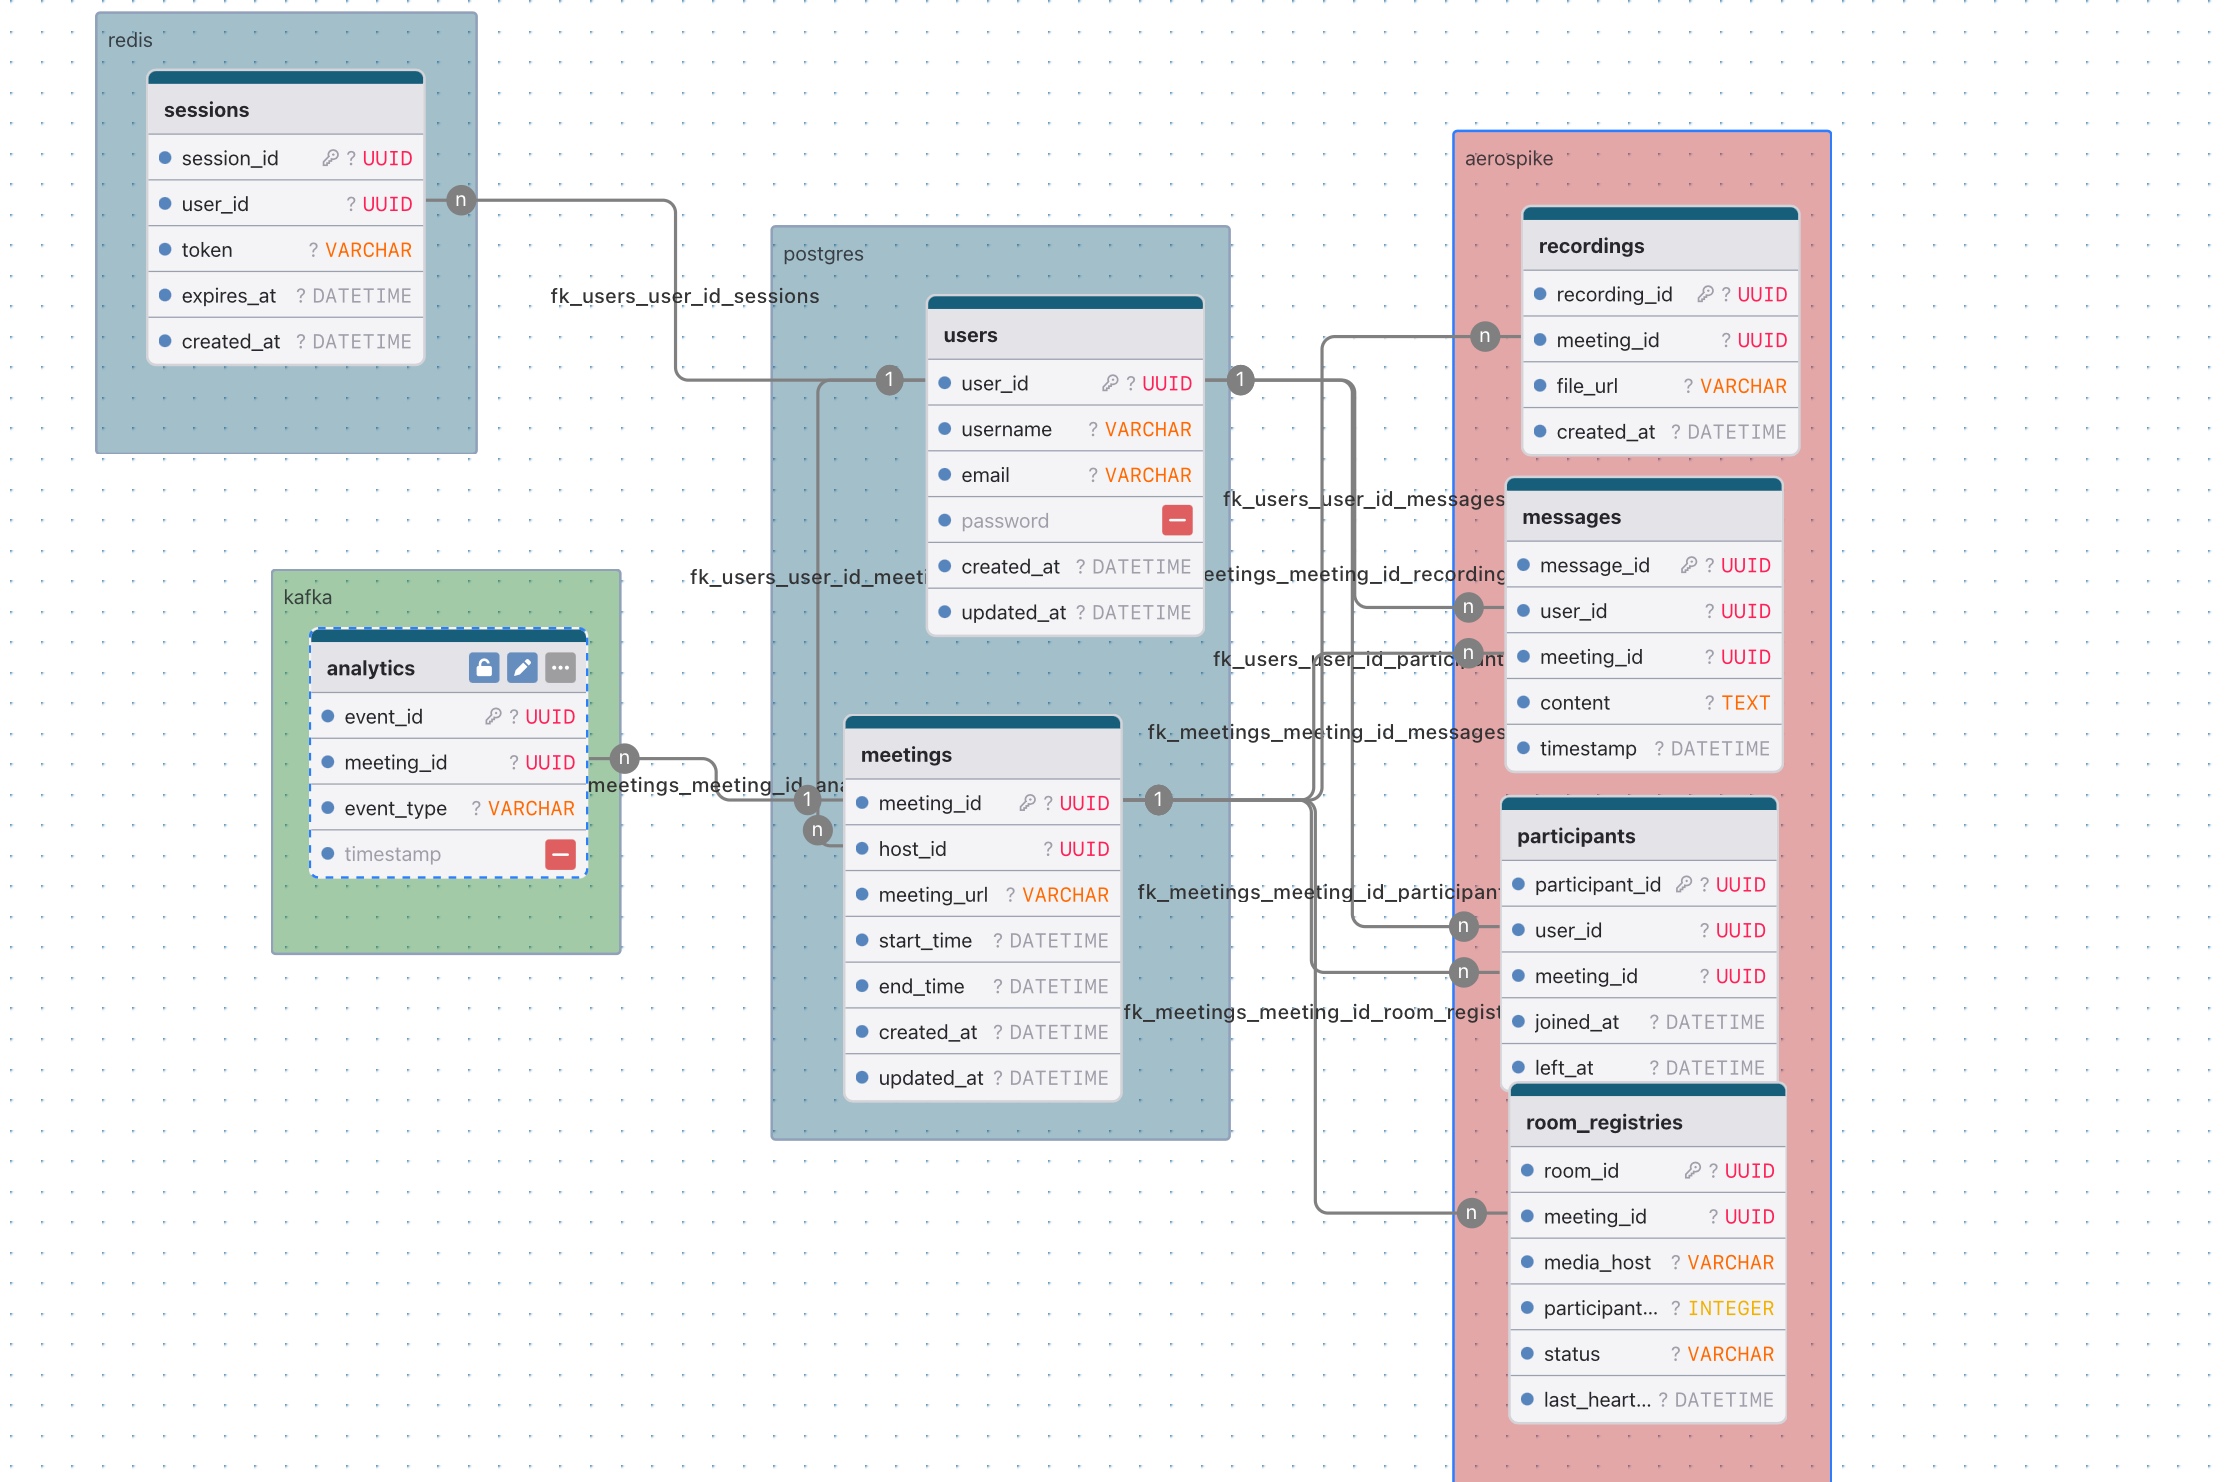 redis
sessions
session_id ? UUID
user_id ? UUID
token ? VARCHAR
expires_at ? DATETIME
created_at ? DATETIME
n
fk_users_user_id_sessions
kafka
analytics
event_id ? UUID
meeting_id ? UUID
event_type ? VARCHAR
timestamp
n
meetings_meeting_id_ana
postgres
users
user_id ? UUID
username ? VARCHAR
email ? VARCHAR
password
created_at ? DATETIME
updated_at ? DATETIME
1
1
fk_users_user_id_meeti
meetings
meeting_id ? UUID
host_id ? UUID
meeting_url ? VARCHAR
start_time ? DATETIME
end_time ? DATETIME
created_at ? DATETIME
updated_at ? DATETIME
1
n
1
fk_users_user_id_messages
eetings_meeting_id_recording
fk_users_user_id_participant
fk_meetings_meeting_id_messages
fk_meetings_meeting_id_participan
fk_meetings_meeting_id_room_regist
aerospike
recordings
recording_id ? UUID
meeting_id ? UUID
file_url ? VARCHAR
created_at ? DATETIME
n
messages
message_id ? UUID
user_id ? UUID
meeting_id ? UUID
content ? TEXT
timestamp ? DATETIME
n
n
participants
participant_id ? UUID
user_id ? UUID
meeting_id ? UUID
joined_at ? DATETIME
left_at ? DATETIME
n
n
room_registries
room_id ? UUID
meeting_id ? UUID
media_host ? VARCHAR
participant... ? INTEGER
status ? VARCHAR
last_heart... ? DATETIME
n